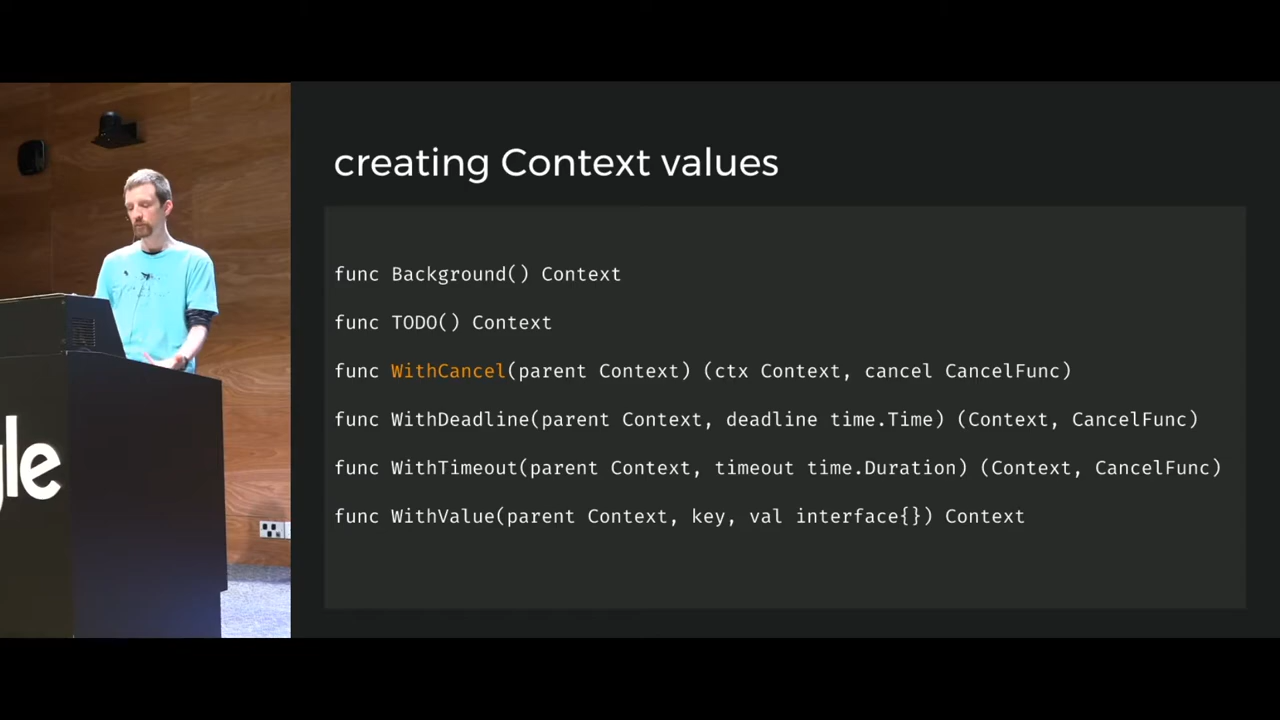 creating Context values
func Background() Context
func TODO() Context
func WithCancel(parent Context) (ctx Context, cancel CancelFunc)
func WithDeadline(parent Context, deadline time.Time) (Context, CancelFunc)
func WithTimeout(parent Context, timeout time.Duration) (Context, CancelFunc)
func WithValue(parent Context, key, val interface{}) Context
gle